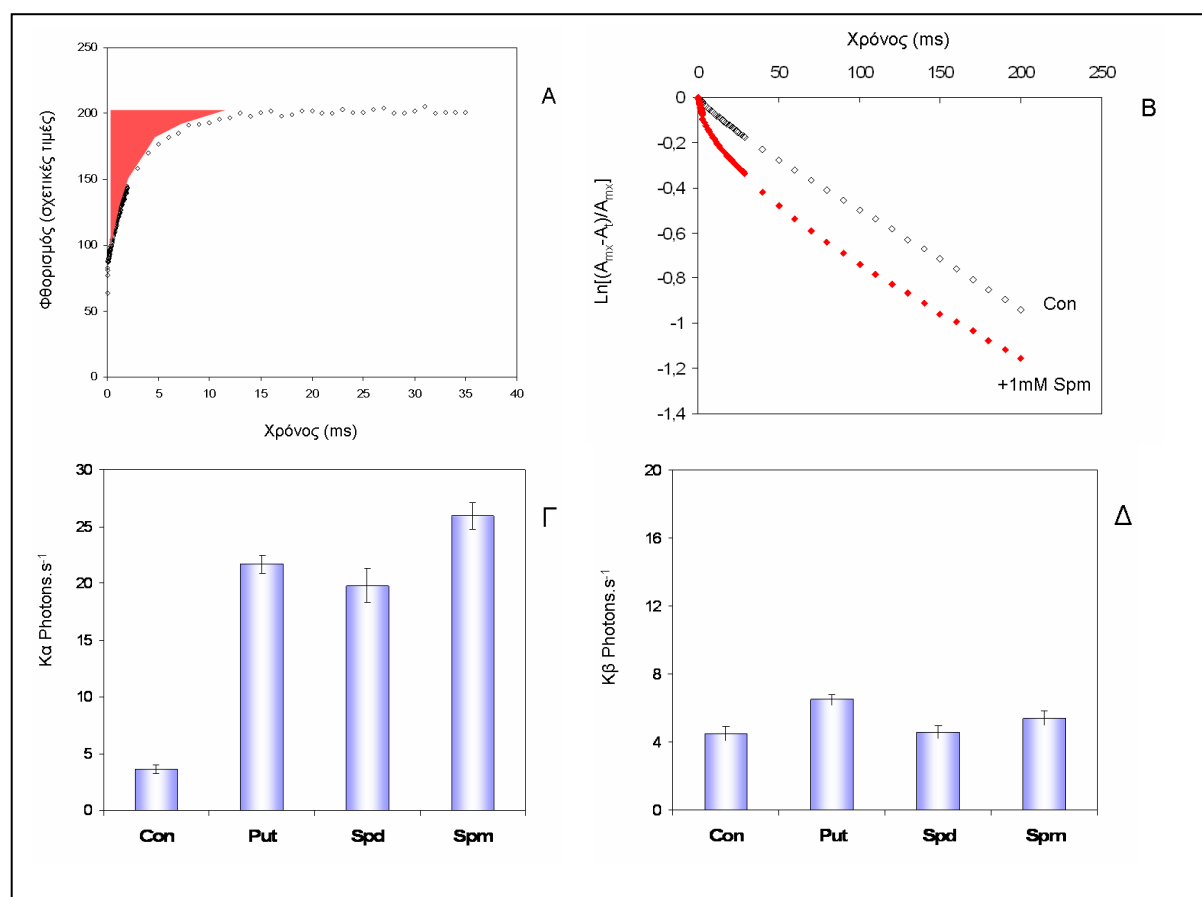 250
200
150
100
50
0
0
5
10
15
20
25
30
35
40
Φθορισμός (σχετικές τιμές)
Χρόνος (ms)
Α
Χρόνος (ms)
0
50
100
150
200
250
0
-0,2
-0,4
-0,6
-0,8
-1
-1,2
-1,4
Ln[(Amx-At)/Amx]
Β
Con
+1mM Spm
30
25
20
15
10
5
0
Κα Photons.s-1
Con
Put
Spd
Spm
Γ
20
16
12
8
4
0
Κβ Photons.s-1
Con
Put
Spd
Spm
Δ